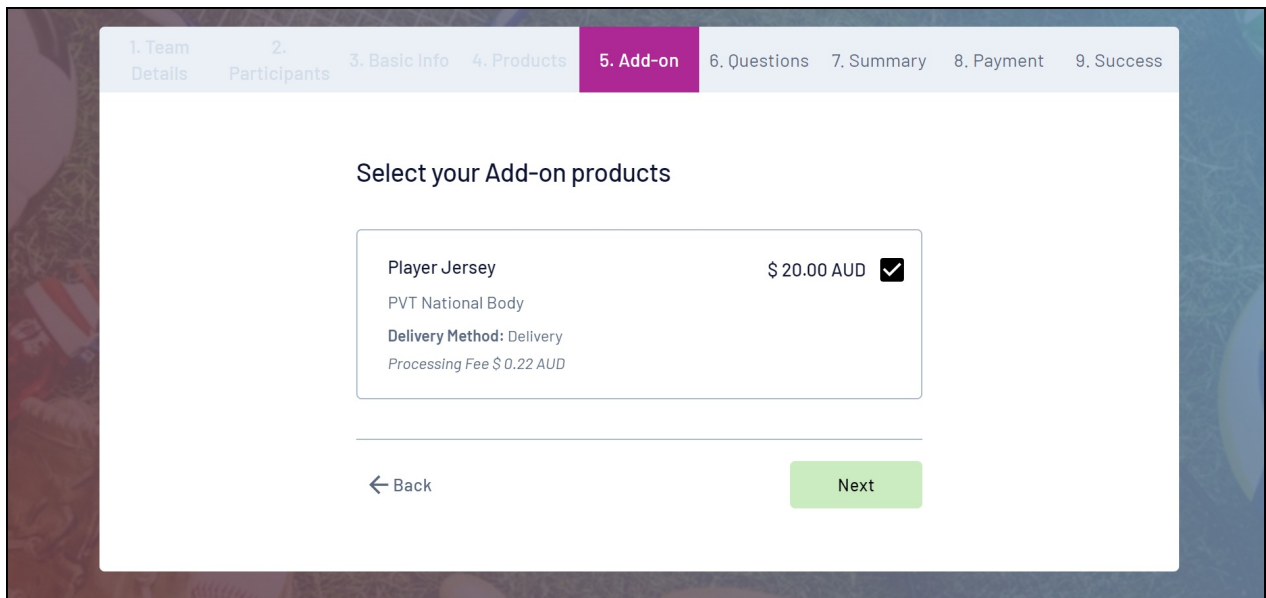 1. Team
Details
2.
Participants
3. Basic Info
4. Products
5. Add-on
6. Questions
7. Summary
8. Payment
9. Success
Select your Add-on products
Player Jersey
$ 20.00 AUD
PVT National Body
Delivery Method: Delivery
Processing Fee $ 0.22 AUD
Back
Next